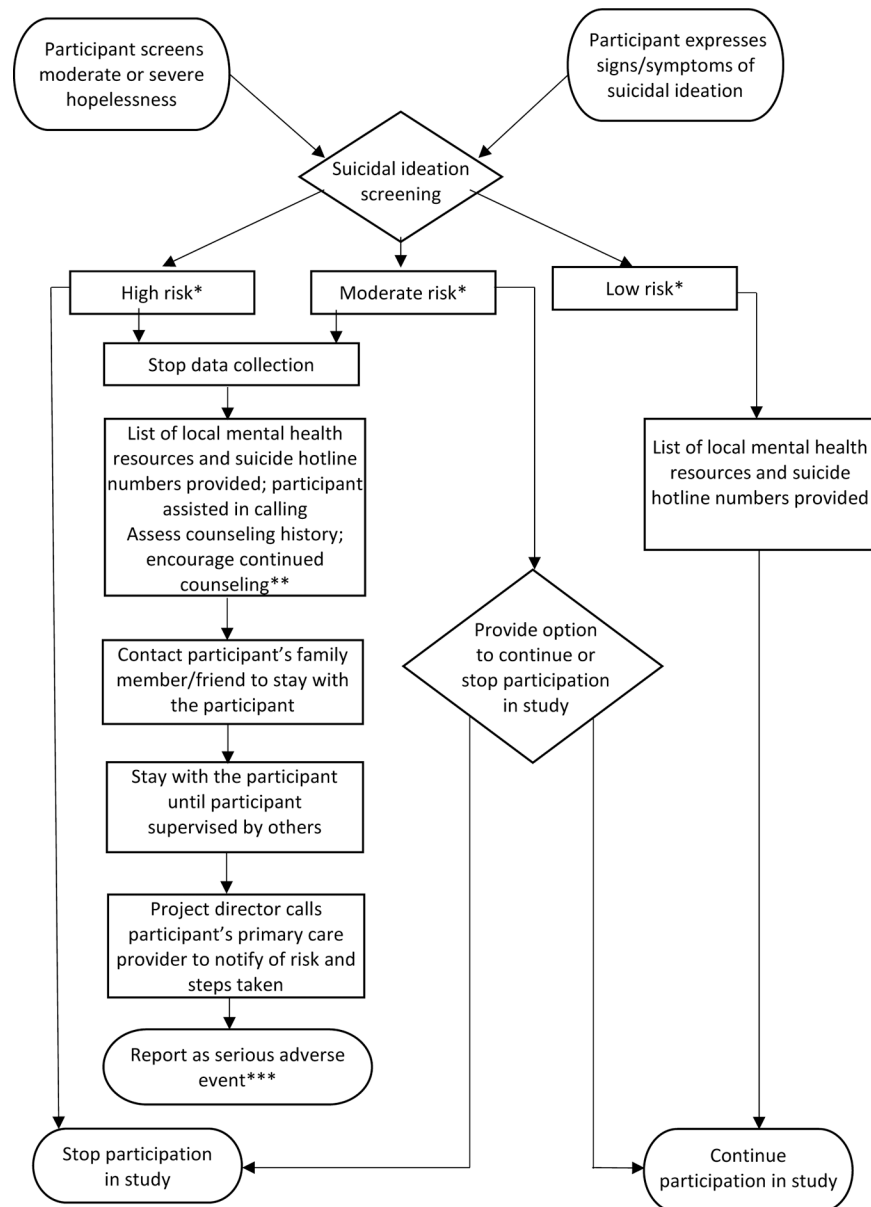 Participant screens
moderate or severe
hopelessness
Participant expresses
signs/symptoms of
suicidal ideation
Suicidal ideation
screening
High risk*
Moderate risk*
Low risk*
Stop data collection
List of local mental health
resources and suicide hotline
numbers provided; participant
assisted in calling
Assess counseling history;
encourage continued
counseling**
List of local mental health
resources and suicide
hotline numbers provided
Provide option
to continue or
stop participation
in study
Contact participant's family
member/friend to stay with
the participant
Stay with the participant
until participant
supervised by others
Project director calls
participant's primary care
provider to notify of risk and
steps taken
Report as serious adverse
event***
Stop participation
in study
Continue
participation in study